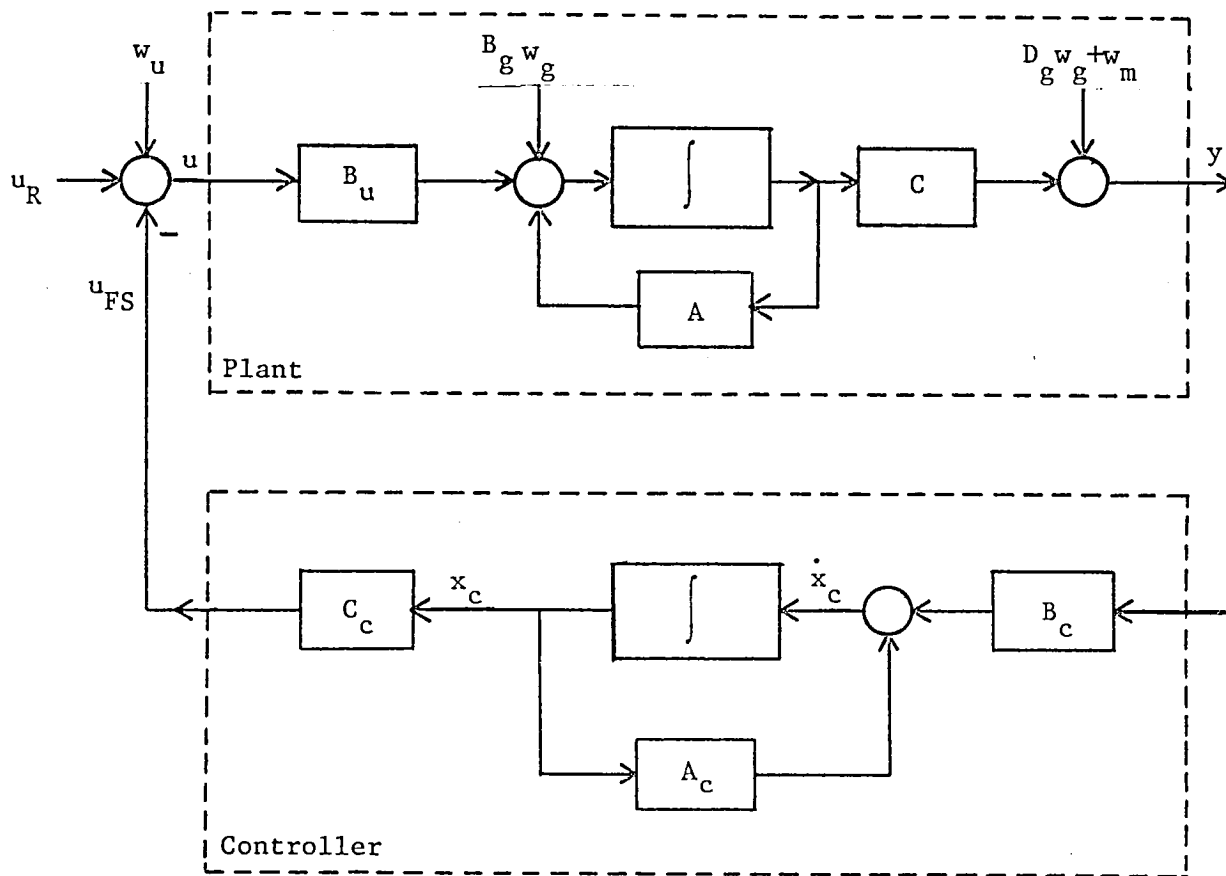 w_u
B_g w_g
D_g w_g + w_m
u_R
u
B_u
∫
C
y
u_FS
A
Plant
C_c
x_c
∫
ẋ_c
B_c
A_c
Controller
−